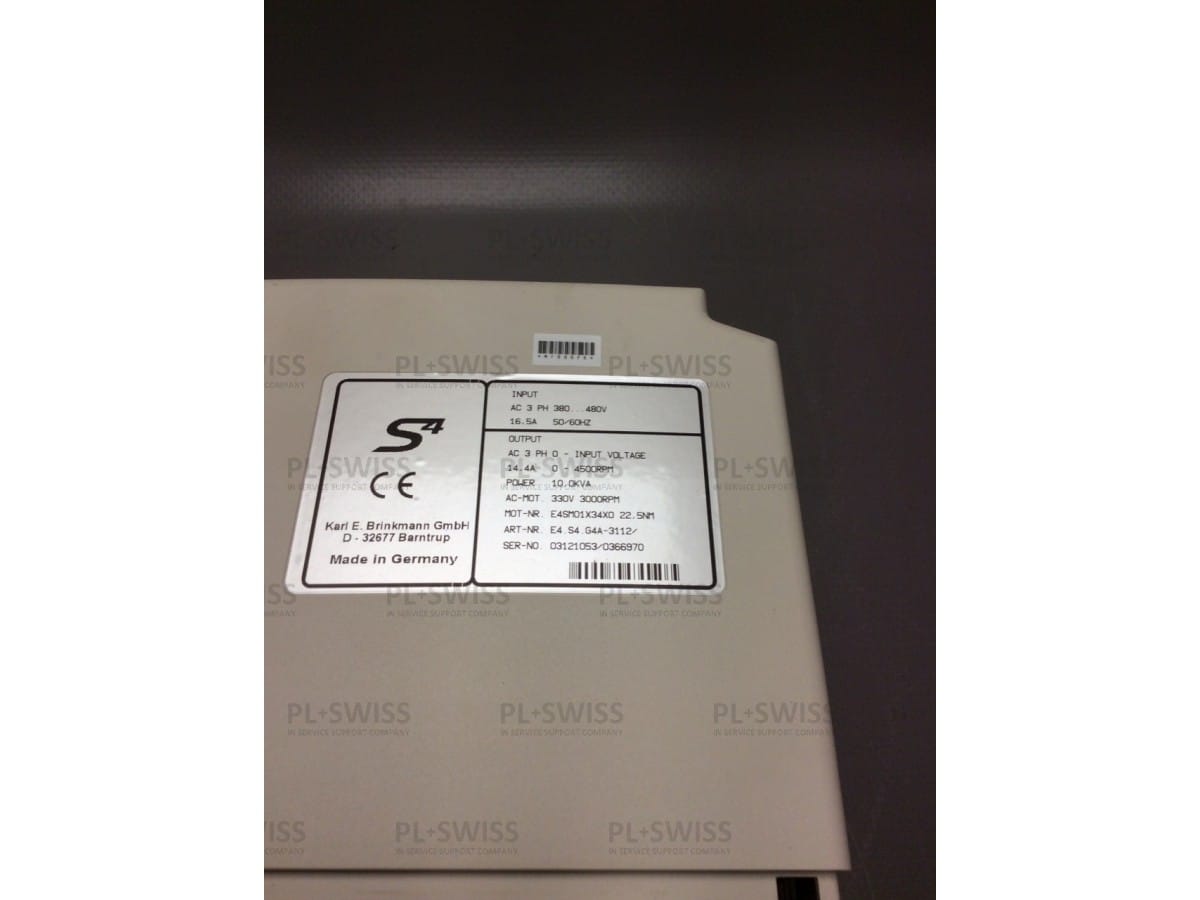 S4
CE
Karl E. Brinkmann GmbH
D - 32677 Barntrup
Made in Germany
INPUT
AC 3 PH 380...480V
16.5A 50/60HZ
OUTPUT
AC 3 PH 0 - INPUT VOLTAGE
14.4A 0 - 4500RPM
POWER 10.0KVA
AC-MOT. 330V 3000RPM
MOT-NR. E4SM01X34X0 22.5NM
ART-NR. E4.S4.G4A-3112/
SER-NO. 03121053/0366970
PL+SWISS
IN SERVICE SUPPORT COMPANY